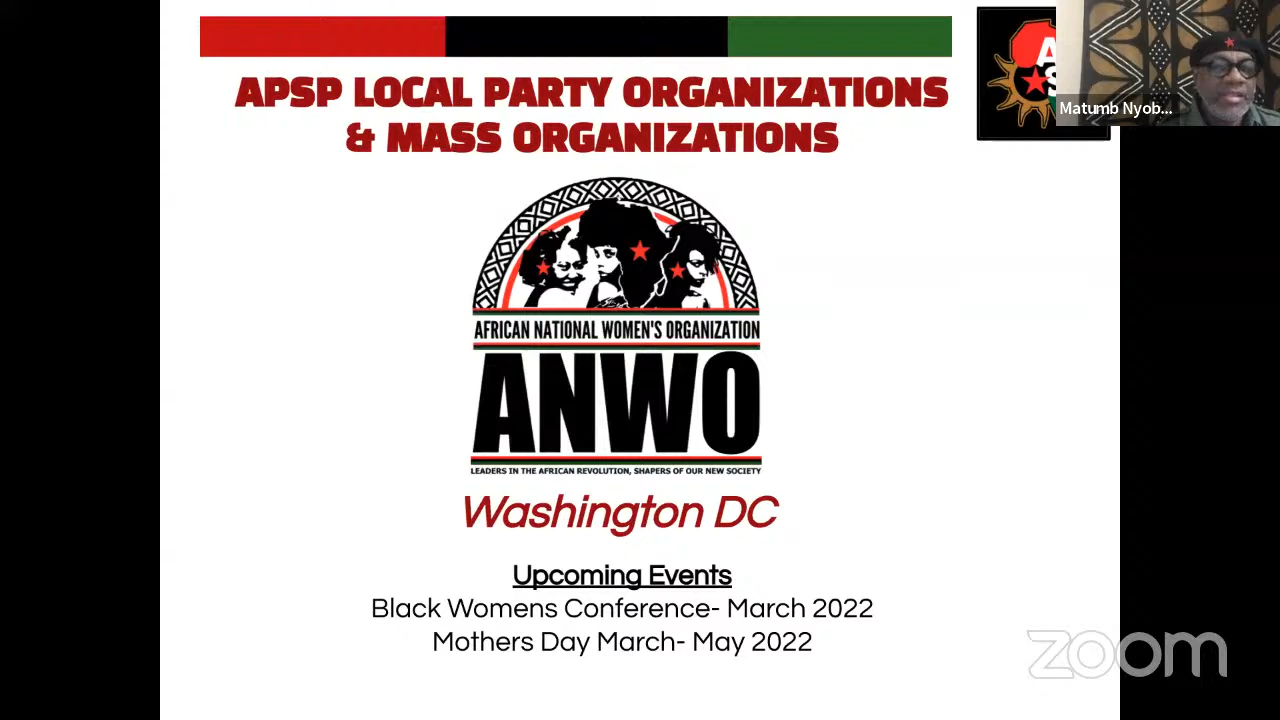 APSP LOCAL PARTY ORGANIZATIONS
& MASS ORGANIZATIONS
Matumb Nyob...
AFRICAN NATIONAL WOMEN'S ORGANIZATION
ANWO
LEADERS IN THE AFRICAN REVOLUTION, SHAPERS OF OUR NEW SOCIETY
Washington DC
Upcoming Events
Black Womens Conference- March 2022
Mothers Day March- May 2022
zoom